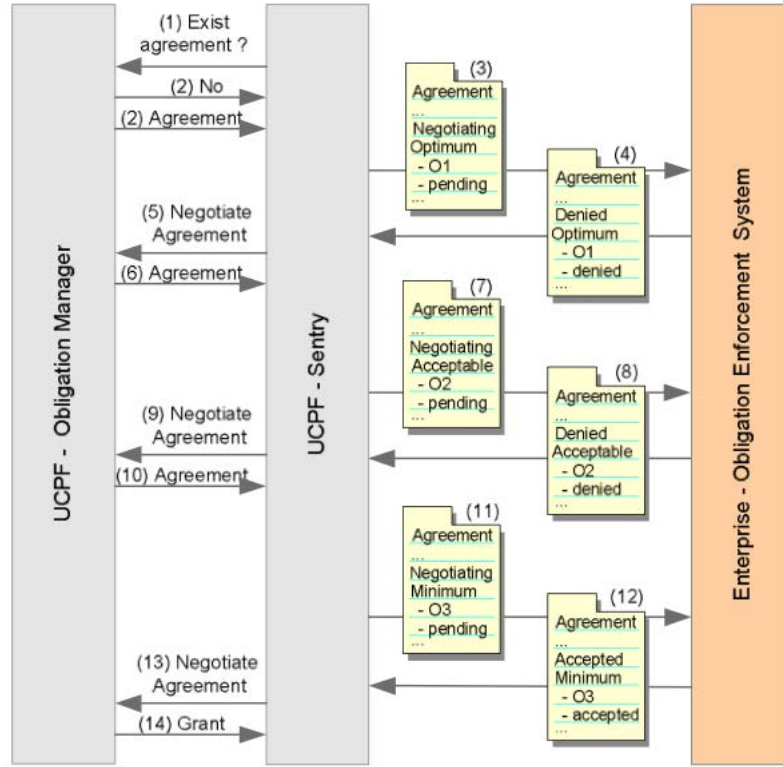 UCPF - Obligation Manager
(1) Exist
agreement ?
(2) No
(2) Agreement
(5) Negotiate
Agreement
(6) Agreement
(9) Negotiate
Agreement
(10) Agreement
(13) Negotiate
Agreement
(14) Grant
UCPF - Sentry
(3)
Agreement
...
Negotiating
Optimum
- O1
- pending
...
(4)
Agreement
...
Denied
Optimum
- O1
- denied
...
(7)
Agreement
...
Negotiating
Acceptable
- O2
- pending
...
(8)
Agreement
...
Denied
Acceptable
- O2
- denied
...
(11)
Agreement
...
Negotiating
Minimum
- O3
- pending
...
(12)
Agreement
...
Accepted
Minimum
- O3
- accepted
...
Enterprise - Obligation Enforcement System